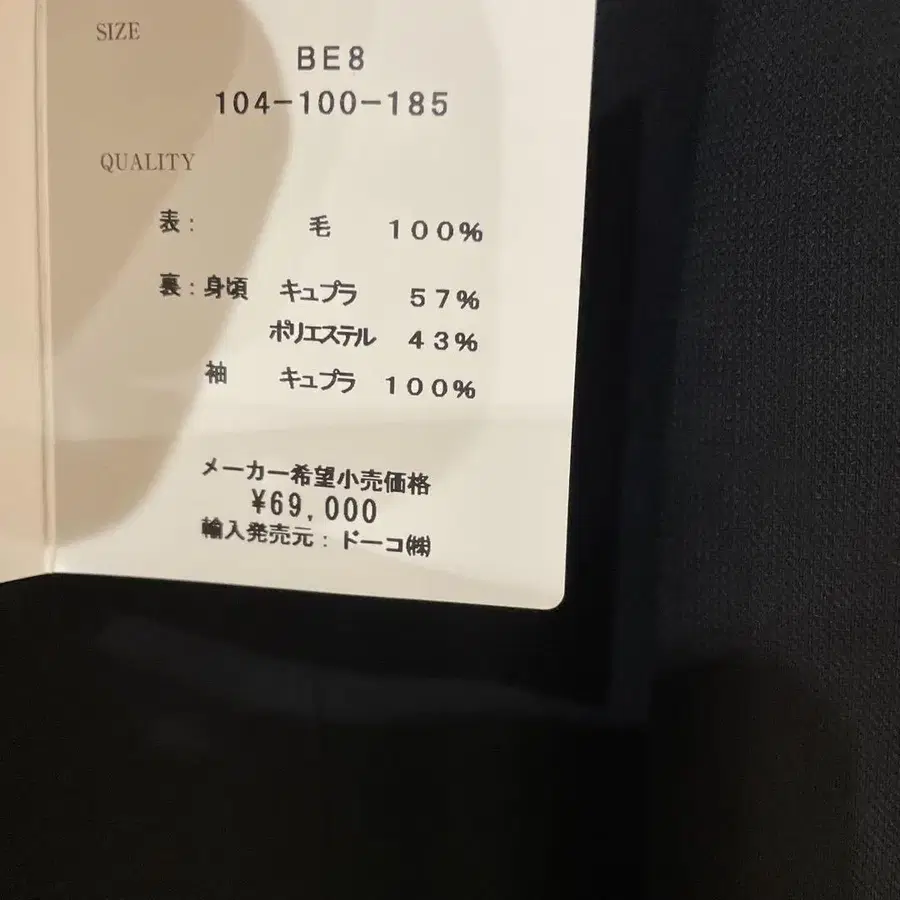 SIZE
BE8
104-100-185
QUALITY
表: 毛 100%
裏:身頃 キュプラ 57%
ポリエステル 43%
袖 キュプラ 100%
メーカー希望小売価格
¥69,000
輸入発売元:ドーコ㈱